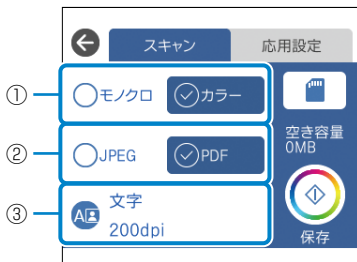 スキャン
応用設定
①
モノクロ
カラー
②
JPEG
PDF
空き容量
0MB
③
A
文字
200dpi
保存